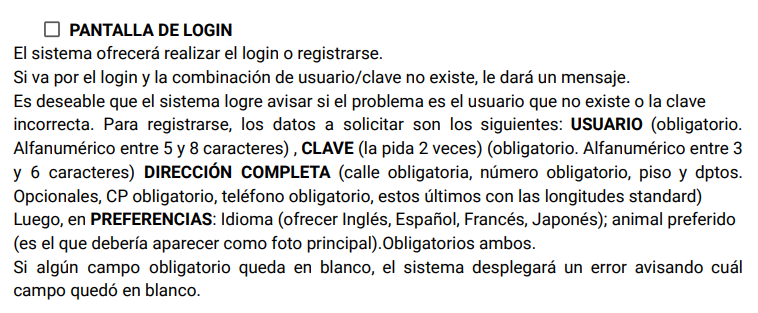 PANTALLA DE LOGIN
El sistema ofrecerá realizar el login o registrarse.
Si va por el login y la combinación de usuario/clave no existe, le dará un mensaje.
Es deseable que el sistema logre avisar si el problema es el usuario que no existe o la clave
incorrecta. Para registrarse, los datos a solicitar son los siguientes: USUARIO (obligatorio.
Alfanumérico entre 5 y 8 caracteres) , CLAVE (la pida 2 veces) (obligatorio. Alfanumérico entre 3
y 6 caracteres) DIRECCIÓN COMPLETA (calle obligatoria, número obligatorio, piso y dptos.
Opcionales, CP obligatorio, teléfono obligatorio, estos últimos con las longitudes standard)
Luego, en PREFERENCIAS: Idioma (ofrecer Inglés, Español, Francés, Japonés); animal preferido
(es el que debería aparecer como foto principal).Obligatorios ambos.
Si algún campo obligatorio queda en blanco, el sistema desplegará un error avisando cuál
campo quedó en blanco.